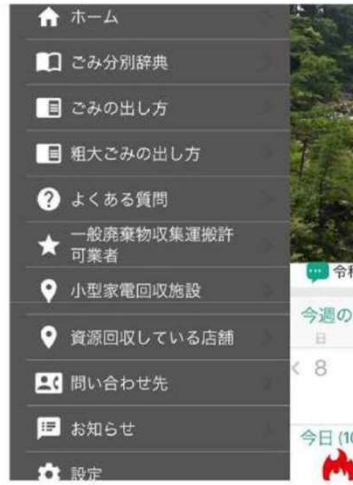 ホーム
ごみ分別辞典
ごみの出し方
粗大ごみの出し方
よくある質問
一般廃棄物収集運搬許
可業者
小型家電回収施設
資源回収している店舗
問い合わせ先
お知らせ
設定
令
今週の
日
8
今日 (10